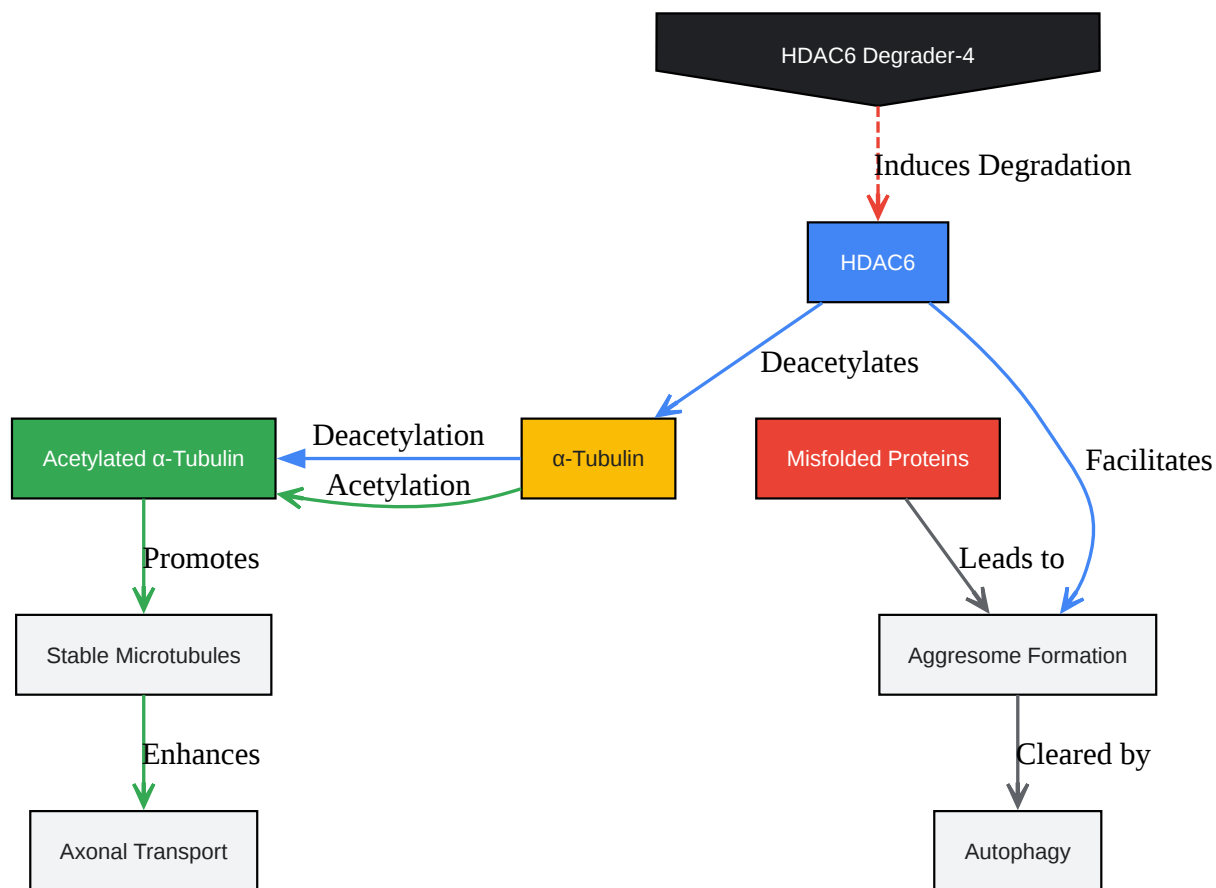 HDAC6 Degrader-4
Induces Degradation
HDAC6
Deacetylates
Deacetylation
Acetylated α-Tubulin
α-Tubulin
Misfolded Proteins
Facilitates
Acetylation
Promotes
Leads to
Stable Microtubules
Aggresome Formation
Enhances
Cleared by
Axonal Transport
Autophagy